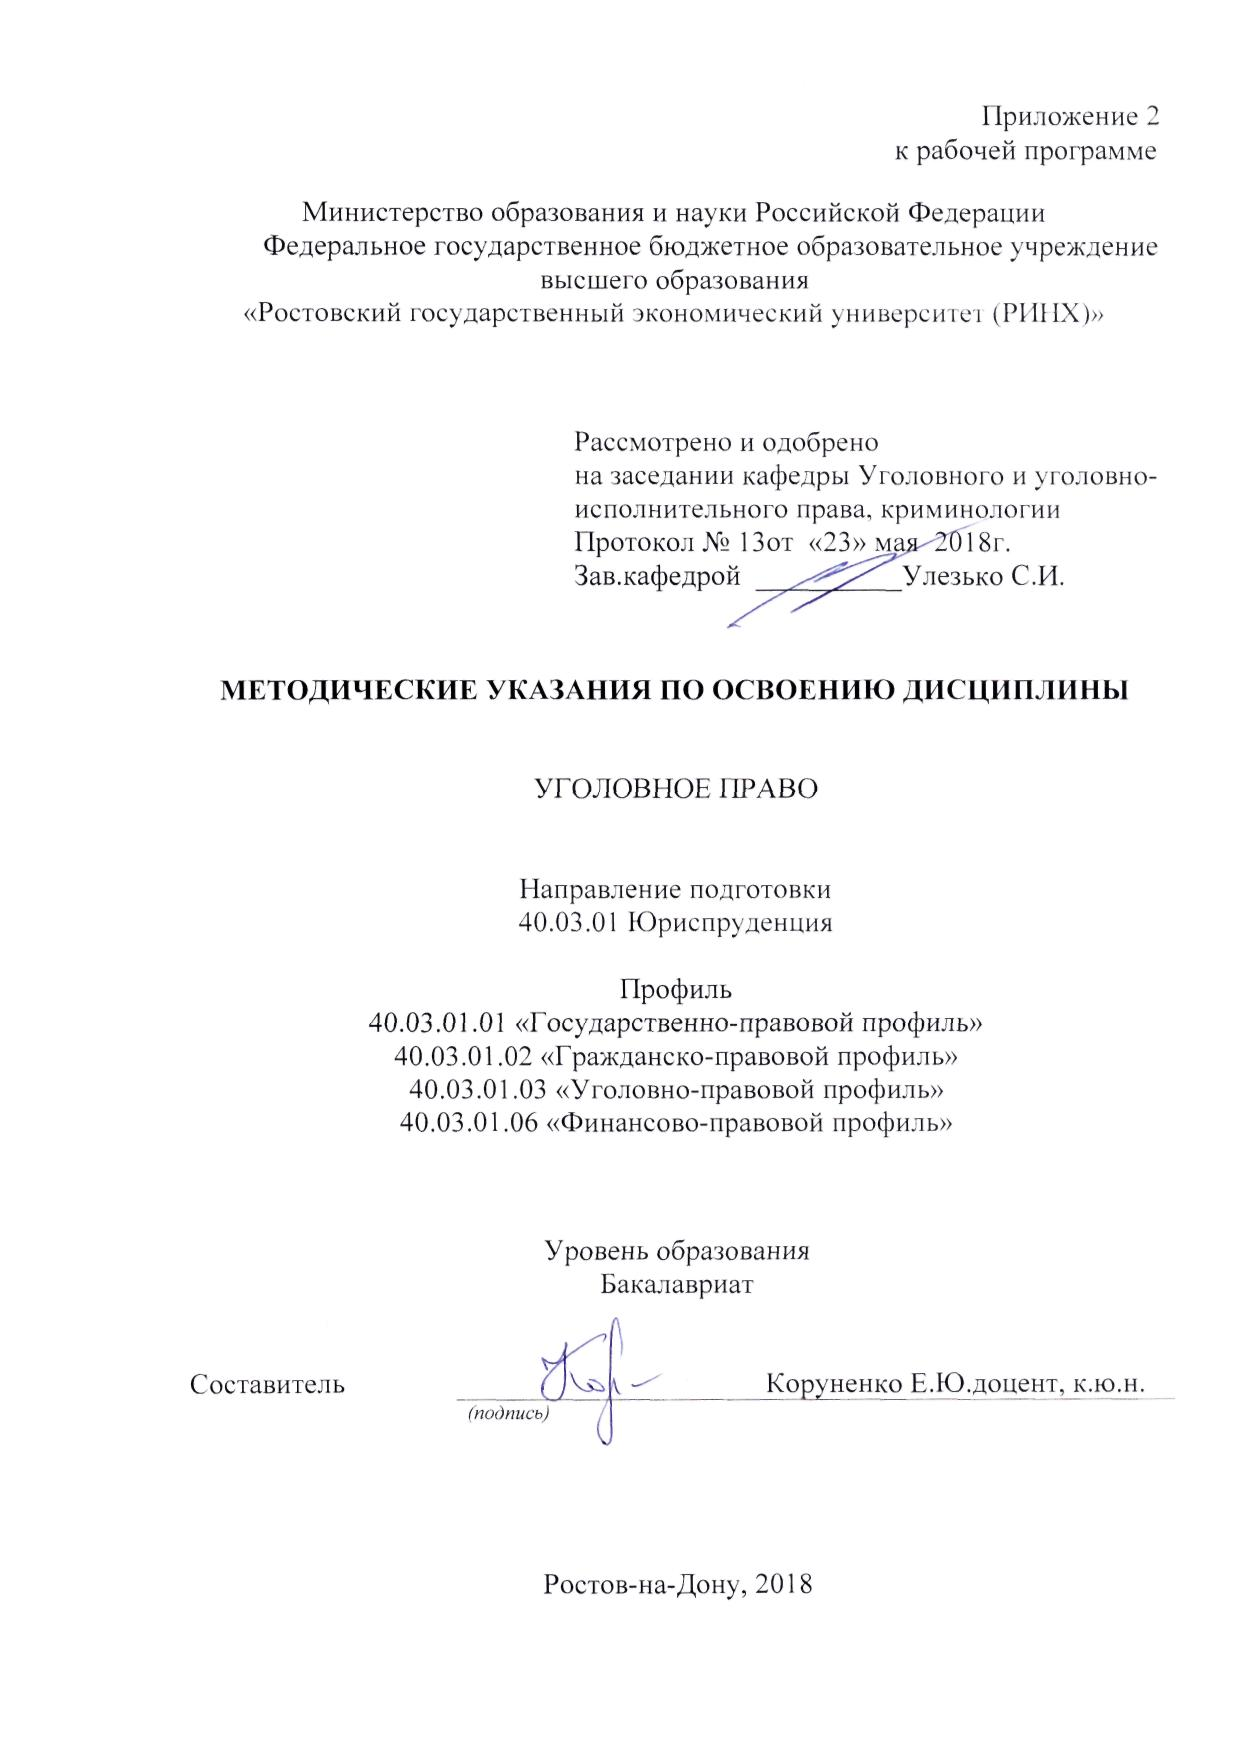 Приложение 2
к рабочей программе
Министерство образования и науки Российской Федерации
Федеральное государственное бюджетное образовательное учреждение
высшего образования
«Ростовский государственный экономический университет (РИНХ)»
Рассмотрено и одобрено
на заседании кафедры Уголовного и уголовно-
исполнительного права, криминологии
Протокол № 13от «23» мая 2018г.
Зав.кафедрой __________Улезько С.И.
МЕТОДИЧЕСКИЕ УКАЗАНИЯ ПО ОСВОЕНИЮ ДИСЦИПЛИНЫ
УГОЛОВНОЕ ПРАВО
Направление подготовки
40.03.01 Юриспруденция
Профиль
40.03.01.01 «Государственно-правовой профиль»
40.03.01.02 «Гражданско-правовой профиль»
40.03.01.03 «Уголовно-правовой профиль»
40.03.01.06 «Финансово-правовой профиль»
Уровень образования
Бакалавриат
Составитель Коруненко Е.Ю.доцент, к.ю.н.
(подпись)
Ростов-на-Дону, 2018